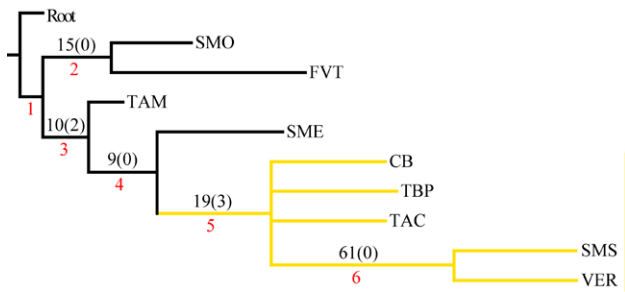 Root
15(0)
SMO
2
FVT
1
TAM
10(2)
3
SME
9(0)
4
CB
19(3)
TBP
5
TAC
61(0)
SMS
6
VER